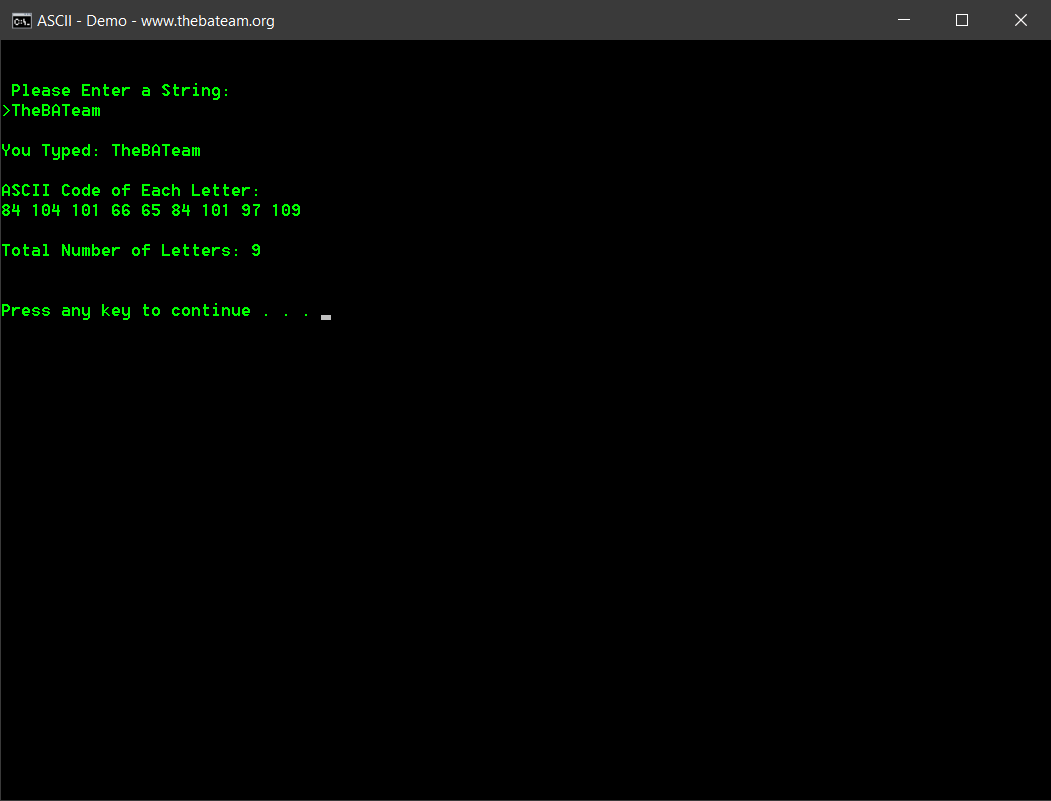 ASCII - Demo - www.thebateam.org
Please Enter a String:
>TheBATeam
You Typed: TheBATeam
ASCII Code of Each Letter:
84 104 101 66 65 84 101 97 109
Total Number of Letters: 9
Press any key to continue . . .